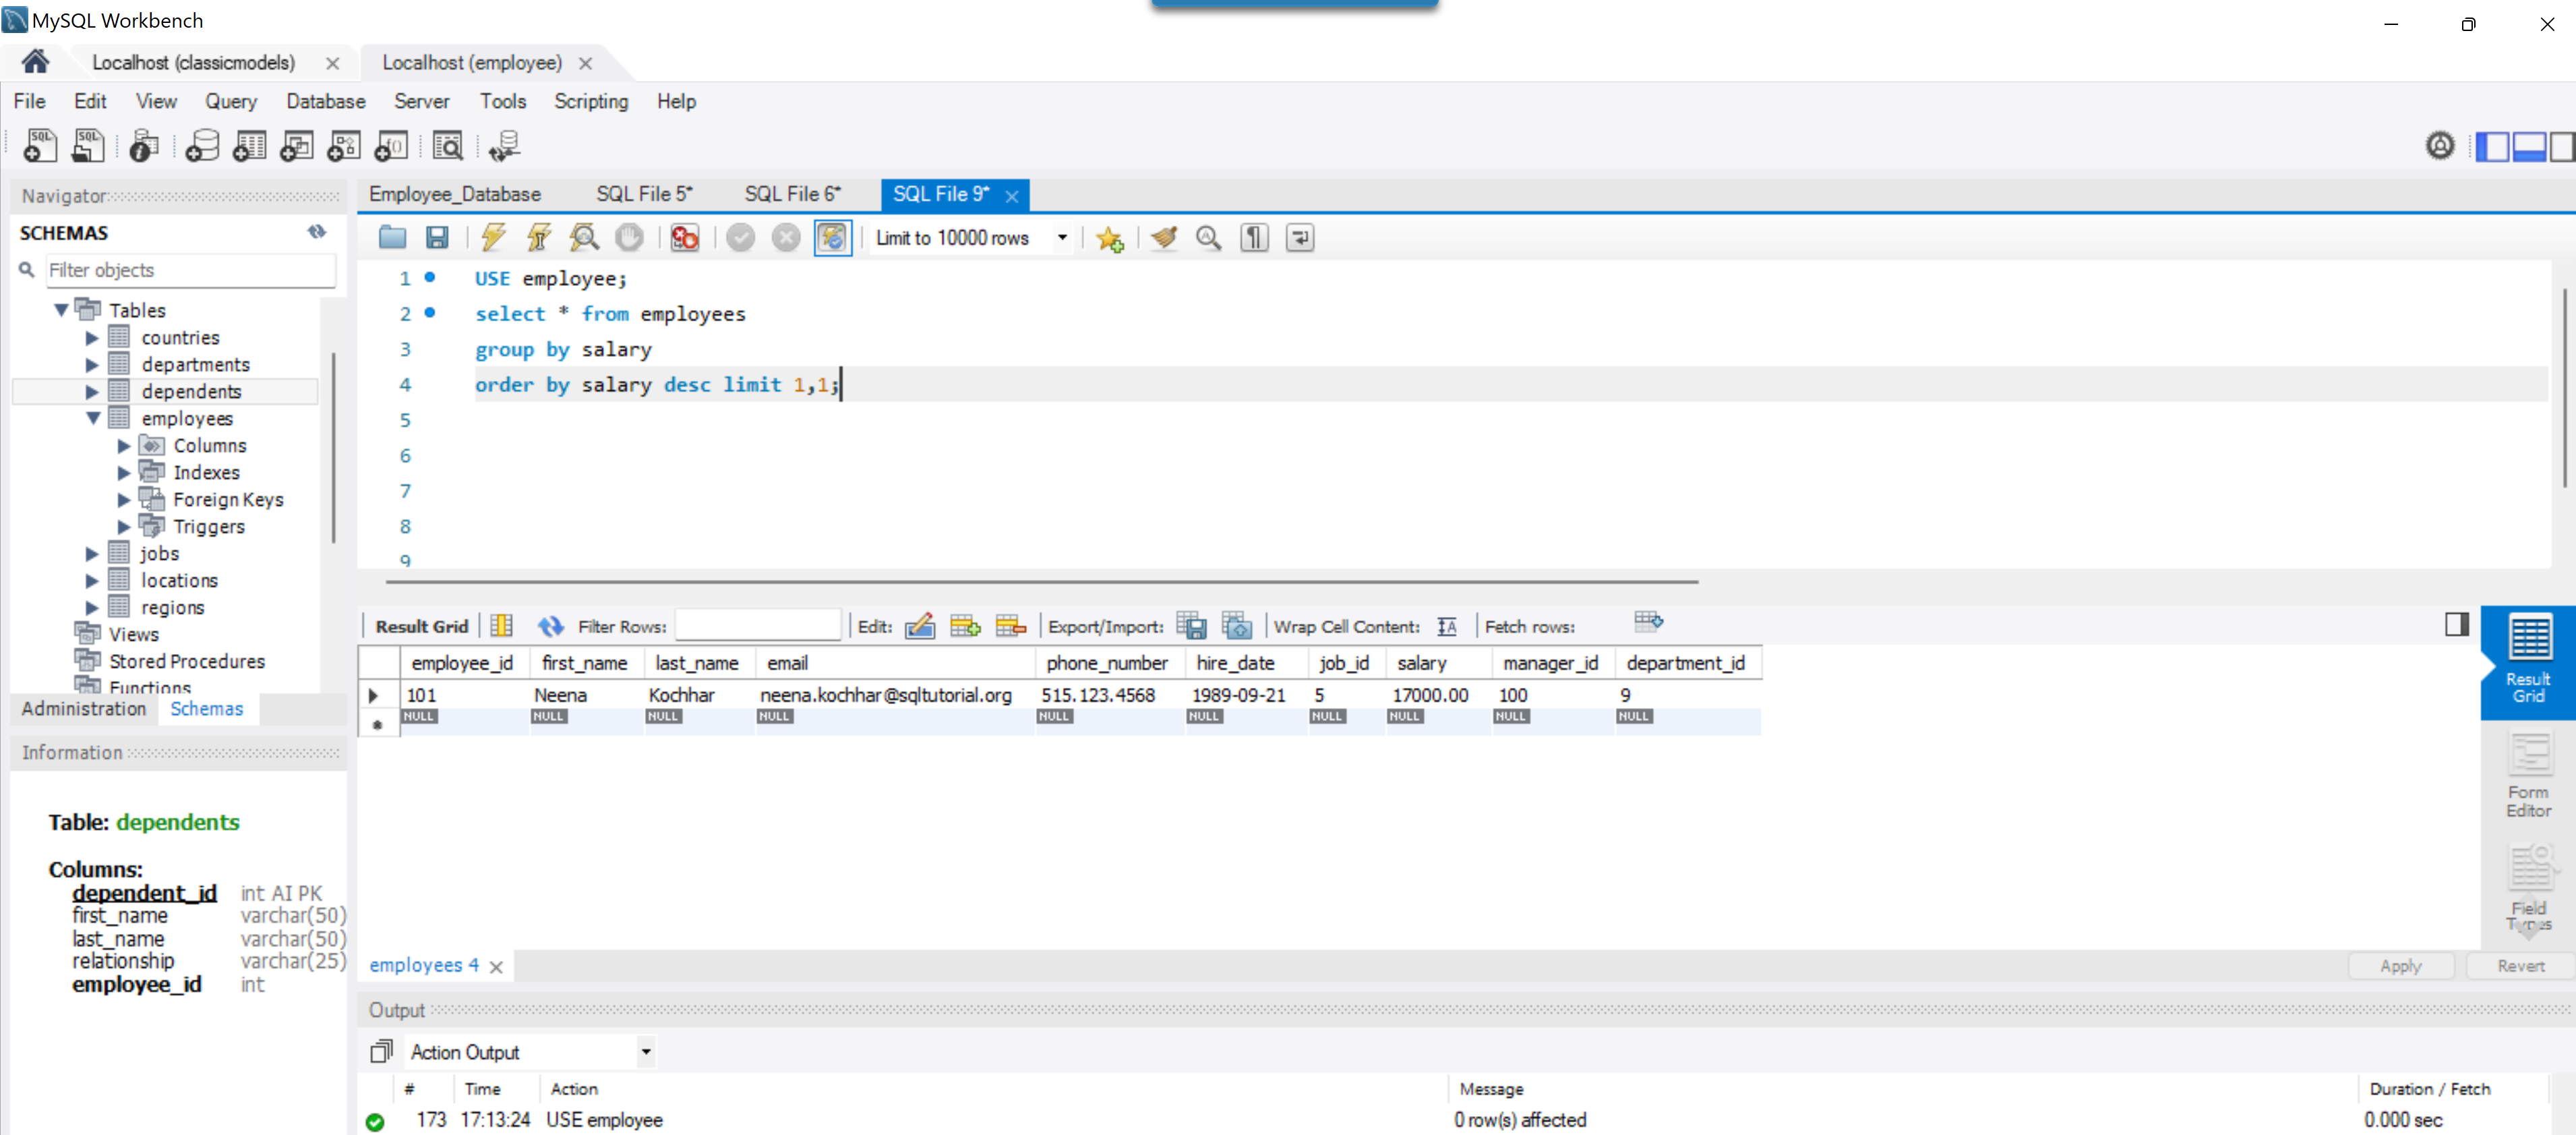 MySQL Workbench
Localhost (classicmodels)
Localhost (employee)
File Edit View Query Database Server Tools Scripting Help
Navigator
SCHEMAS
Filter objects
Tables
countries
departments
dependents
employees
Columns
Indexes
Foreign Keys
Triggers
jobs
locations
regions
Views
Stored Procedures
Functions
Administration Schemas
Information
Table: dependents
Columns:
dependent_id int AI PK
first_name varchar(50)
last_name varchar(50)
relationship varchar(25)
employee_id int
Employee_Database SQL File 5* SQL File 6* SQL File 9*
Limit to 10000 rows
1 USE employee;
2 select * from employees
3 group by salary
4 order by salary desc limit 1,1;
5
6
7
8
9
Result Grid Filter Rows: Edit: Export/Import: Wrap Cell Content: Fetch rows:
employee_id first_name last_name email phone_number hire_date job_id salary manager_id department_id
101 Neena Kochhar neena.kochhar@sqltutorial.org 515.123.4568 1989-09-21 5 17000.00 100 9
NULL NULL NULL NULL NULL NULL NULL NULL NULL NULL
Result
Grid
Form
Editor
Field
Types
employees 4
Apply Revert
Output
Action Output
# Time Action Message Duration / Fetch
173 17:13:24 USE employee 0 row(s) affected 0.000 sec